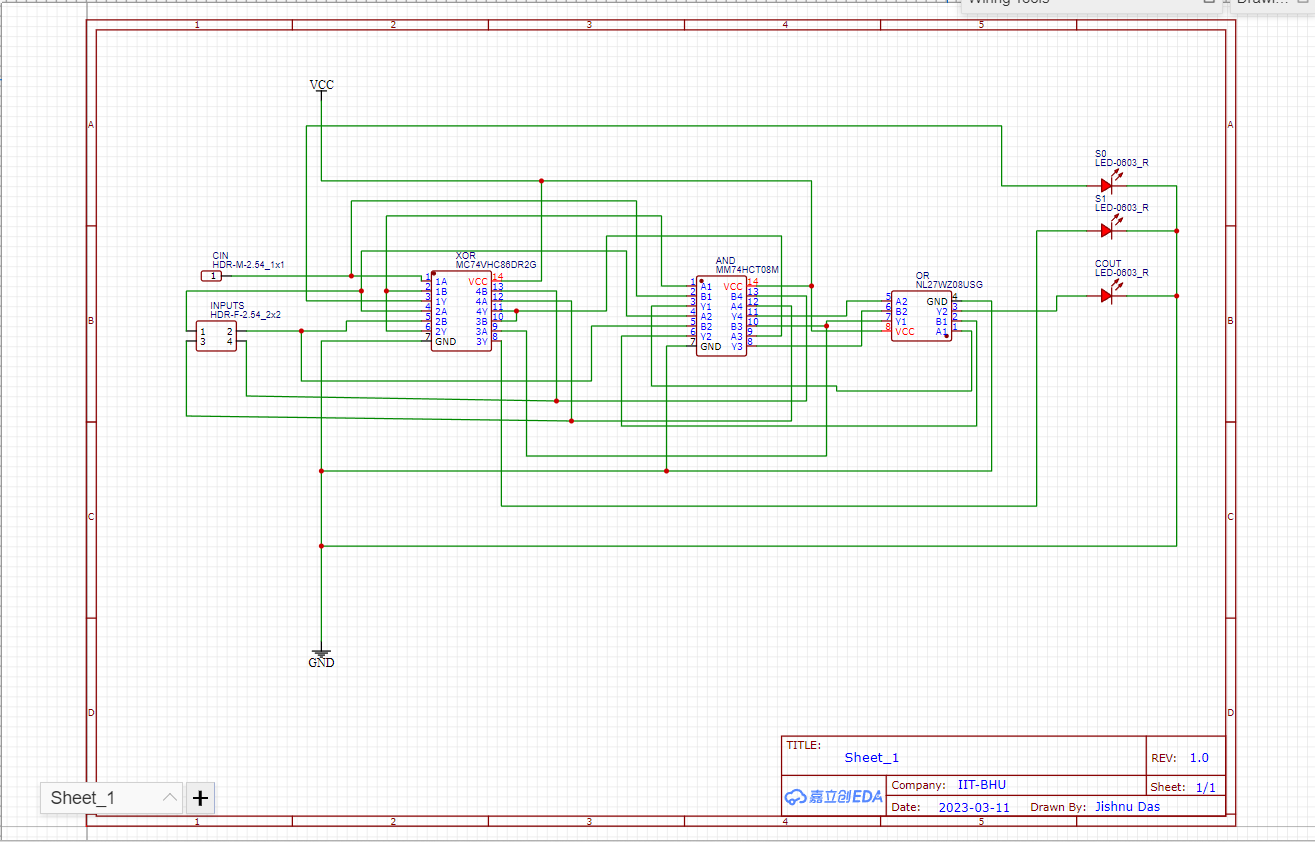 Wiring Tools
Drawi...
1 2 3 4 5
VCC
A A
S0
LED-0603_R
S1
LED-0603_R
COUT
LED-0603_R
CIN
HDR-M-2.54_1x1
1
INPUTS
HDR-F-2.54_2x2
1 2
3 4
XOR
MC74VHC86DR2G
1 1A VCC 14
2 1B 4B 13
3 1Y 4A 12
4 2A 4Y 11
5 2B 3B 10
6 2Y 3A 9
7 GND 3Y 8
AND
MM74HCT08M
1 A1 VCC 14
2 B1 B4 13
3 Y1 A4 12
4 A2 Y4 11
5 B2 B3 10
6 Y2 A3 9
7 GND Y3 8
OR
NL27WZ08USG
5 A2 GND 4
6 B2 Y2 3
7 Y1 B1 2
8 VCC A1 1
B B
C C
GND
D D
TITLE:
Sheet_1
REV: 1.0
Company: IIT-BHU
Sheet: 1/1
嘉立创EDA
Date: 2023-03-11 Drawn By: Jishnu Das
Sheet_1
1 2 3 4 5